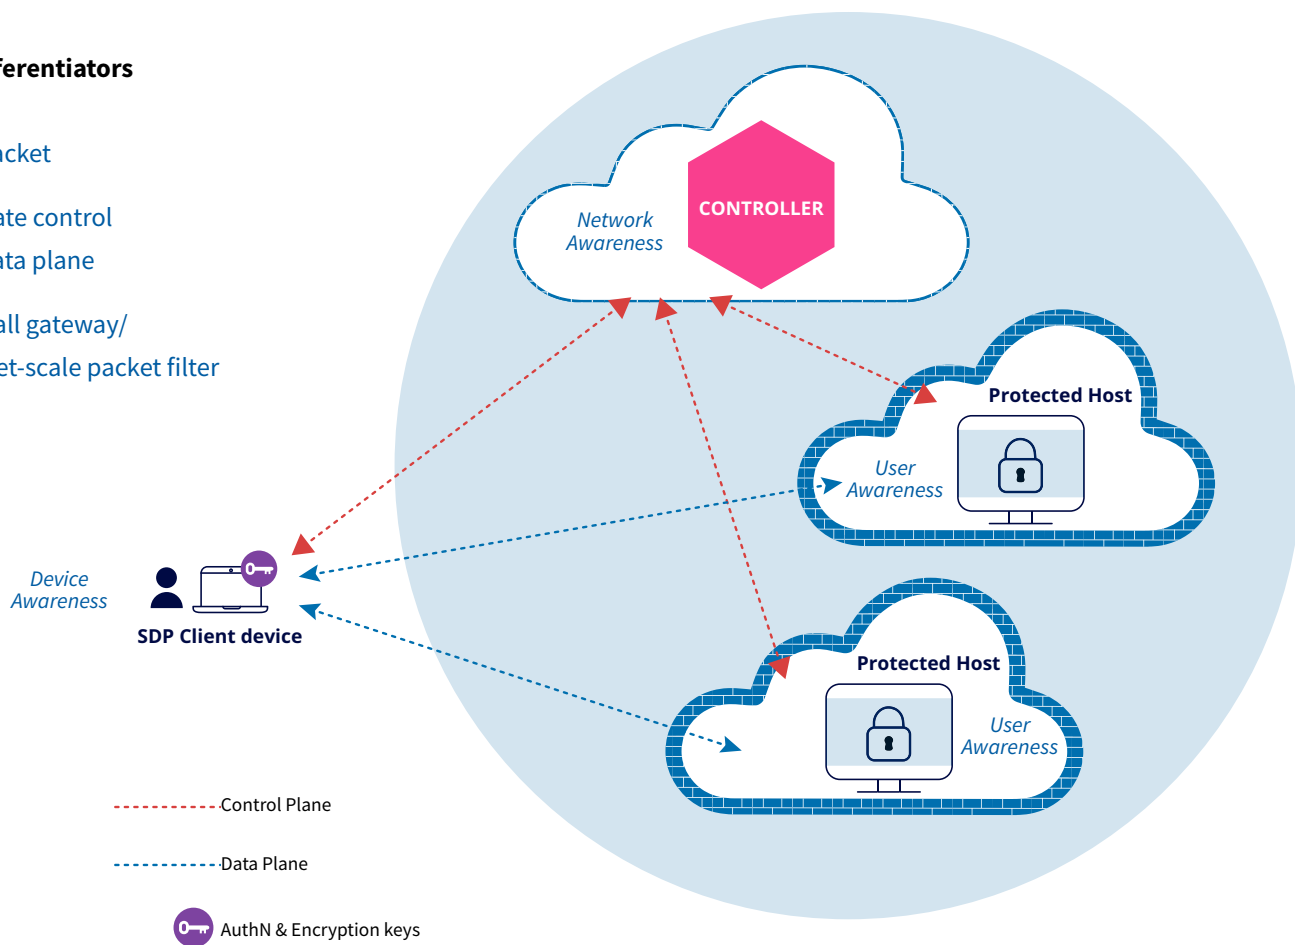 ferentiators
acket
ate control
ata plane
all gateway/
et-scale packet filter
Network
Awareness
CONTROLLER
Protected Host
User
Awareness
Device
Awareness
SDP Client device
Protected Host
User
Awareness
Control Plane
Data Plane
AuthN & Encryption keys